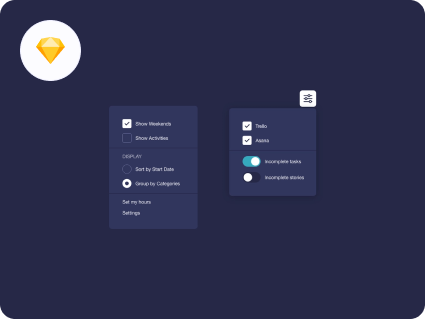 Show Weekends
Show Activities
DISPLAY
Sort by Start Date
Group by Categories
Set my hours
Settings
Trello
Asana
Incomplete tasks
Incomplete stories